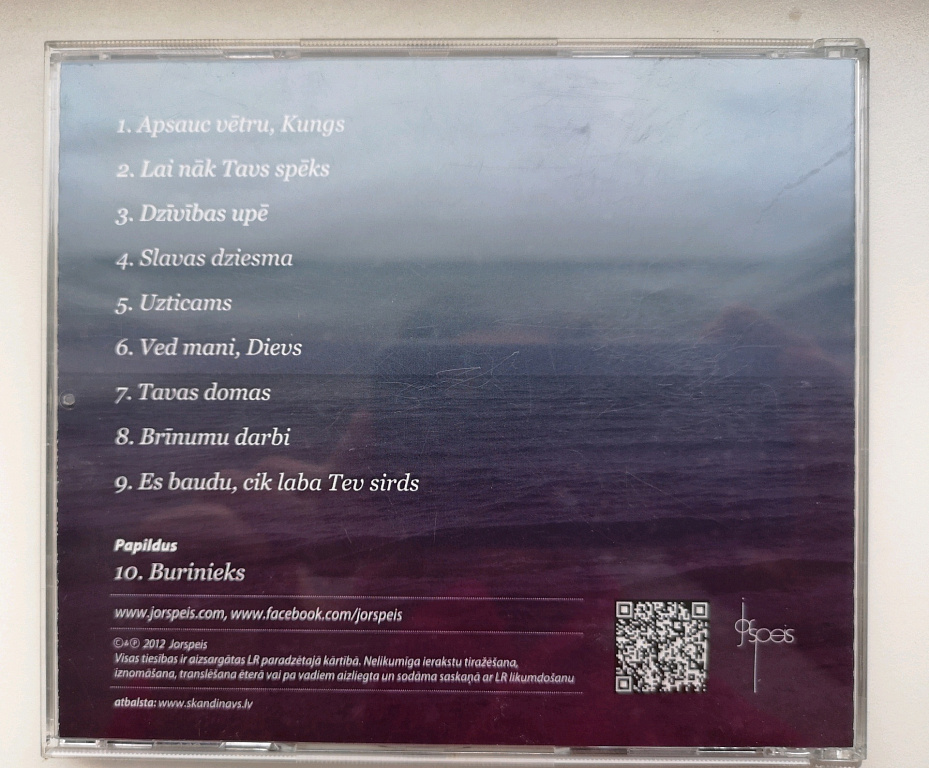 1. Apsauc vētru, Kungs
2. Lai nāk Tavs spēks
3. Dzīvības upē
4. Slavas dziesma
5. Uzticams
6. Ved mani, Dievs
7. Tavas domas
8. Brīnumu darbi
9. Es baudu, cik laba Tev sirds
Papildus
10. Burinieks
www.jorspeis.com, www.facebook.com/jorspeis
©+℗ 2012 Jorspeis
Visas tiesības ir aizsargātas LR paradzētajā kārtībā. Nelikumīga ierakstu tiražēšana,
iznomāšana, translēšana ēterā vai pa vadiem aizliegta un sodāma saskaņā ar LR likumdošanu
atbalsta: www.skandinavs.lv
jorspeis